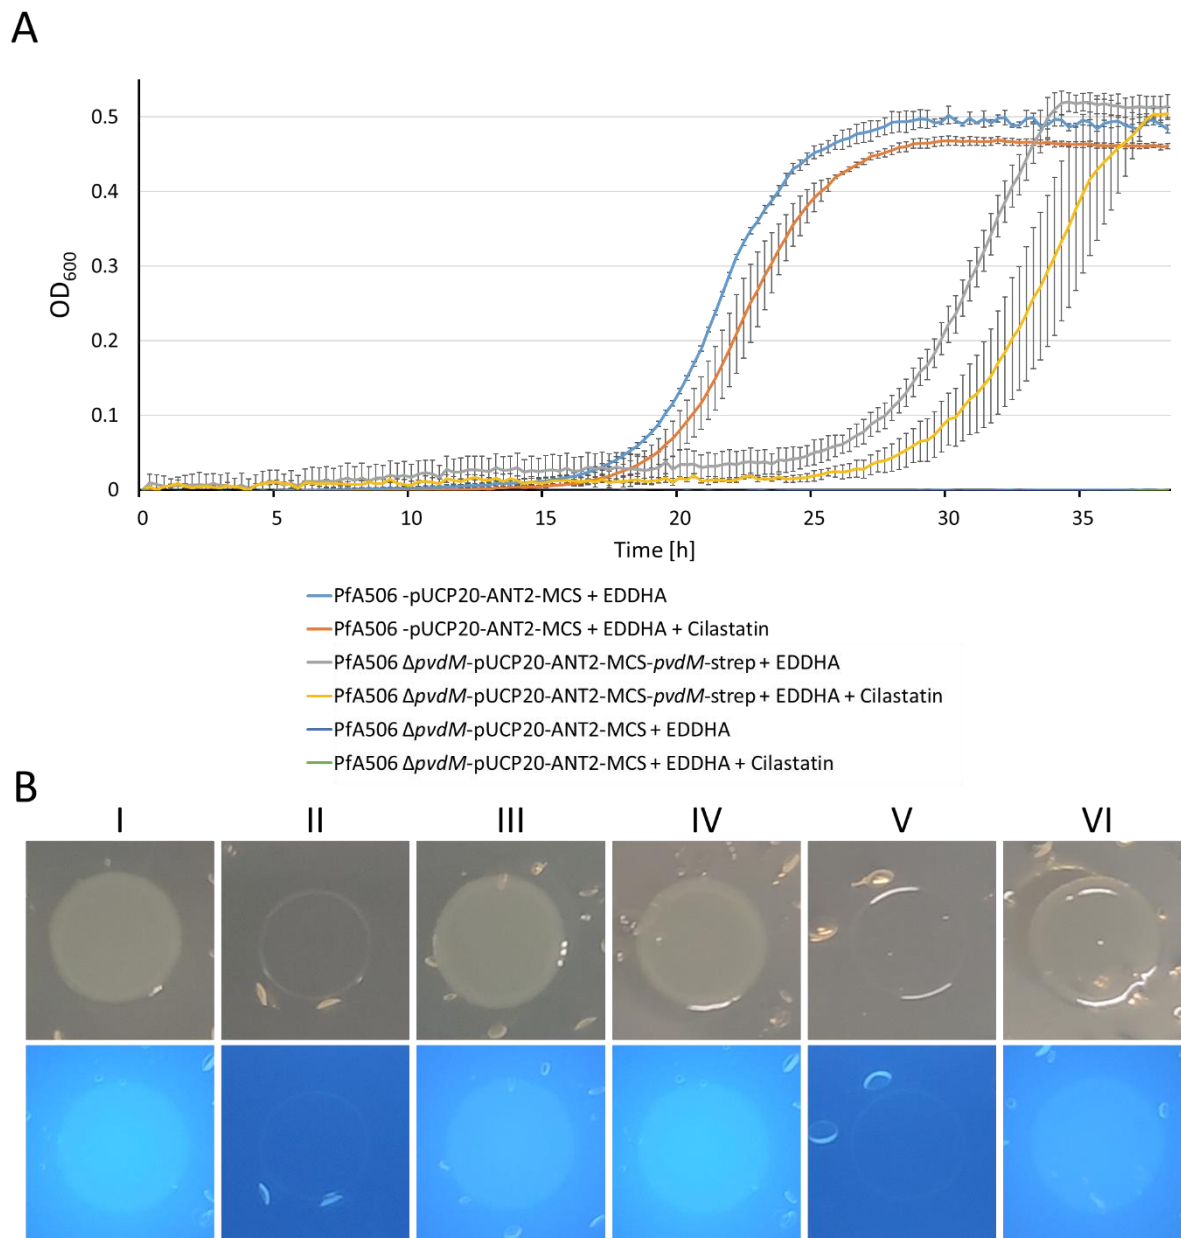 A
0.5
0.4
0.3
0.2
0.1
0
OD600
0 5 10 15 20 25 30 35
Time [h]
PfA506 -pUCP20-ANT2-MCS + EDDHA
PfA506 -pUCP20-ANT2-MCS + EDDHA + Cilastatin
PfA506 ΔpvdM-pUCP20-ANT2-MCS-pvdM-strep + EDDHA
PfA506 ΔpvdM-pUCP20-ANT2-MCS-pvdM-strep + EDDHA + Cilastatin
PfA506 ΔpvdM-pUCP20-ANT2-MCS + EDDHA
PfA506 ΔpvdM-pUCP20-ANT2-MCS + EDDHA + Cilastatin
B
I II III IV V VI